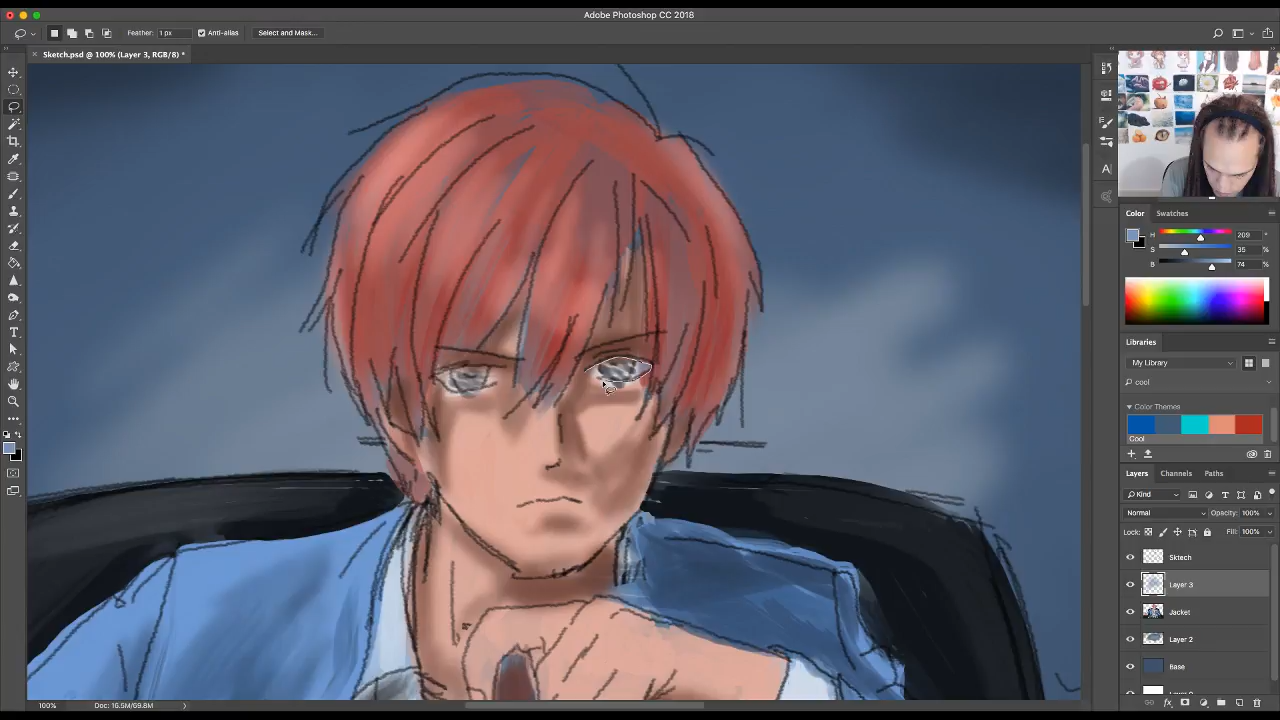 Adobe Photoshop CC 2018
Feather: 1 px Anti-alias Select and Mask...
Sketch.psd @ 100% (Layer 3, RGB/8) *
Color Swatches
H 209 °
S 35 %
B 74 %
Libraries
My Library
cool
Color Themes
Cool
Layers Channels Paths
Kind
Normal Opacity: 100%
Lock: Fill: 100%
Sktech
Layer 3
Jacket
Layer 2
Base
100% Doc: 16.5M/69.8M